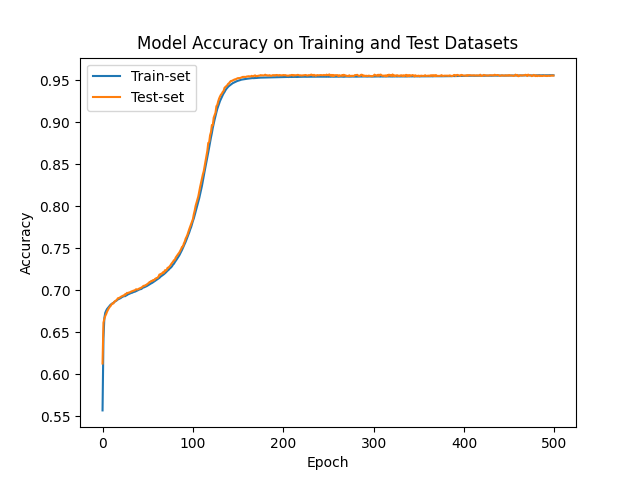 Model Accuracy on Training and Test Datasets
Train-set
Test-set
0.95
0.90
0.85
0.80
0.75
0.70
0.65
0.60
0.55
Accuracy
0 100 200 300 400 500
Epoch